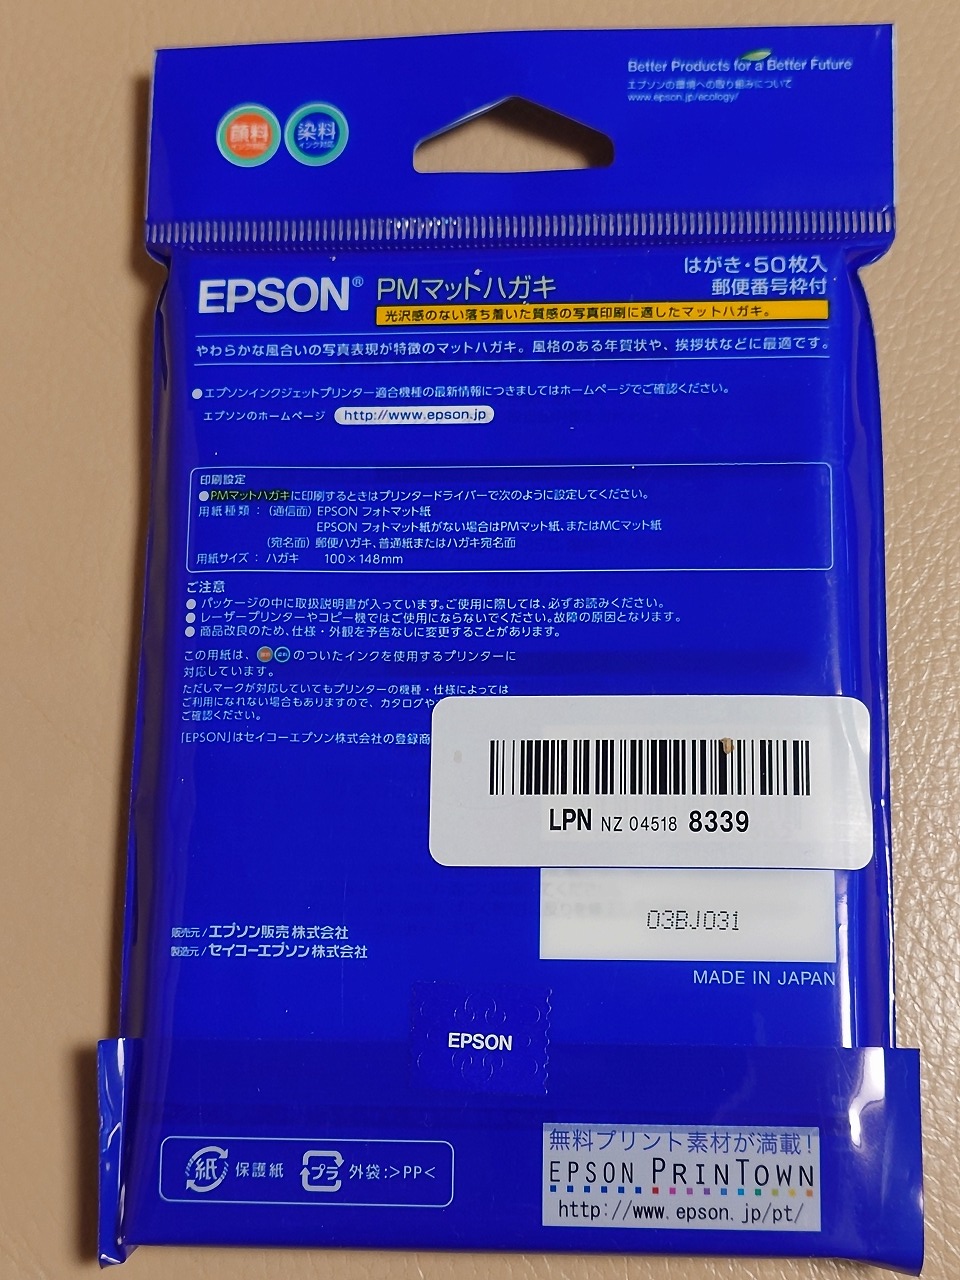 Better Products for a Better Future
エプソンの環境への取り組みについて
www.epson.jp/ecology/
顔料
インク対応
染料
インク対応
EPSON® PMマットハガキ
はがき・50枚入
郵便番号枠付
光沢感のない落ち着いた質感の写真印刷に適したマットハガキ。
やわらかな風合いの写真表現が特徴のマットハガキ。風格のある年賀状や、挨拶状などに最適です。
●エプソンインクジェットプリンター適合機種の最新情報につきましてはホームページでご確認ください。
エプソンのホームページ http://www.epson.jp
印刷設定
●PMマットハガキに印刷するときはプリンタードライバーで次のように設定してください。
用紙種類：（通信面）EPSON フォトマット紙
EPSON フォトマット紙がない場合はPMマット紙、またはMCマット紙
（宛名面）郵便ハガキ、普通紙またはハガキ宛名面
用紙サイズ：ハガキ 100×148mm
ご注意
● パッケージの中に取扱説明書が入っています。ご使用に際しては、必ずお読みください。
● レーザープリンターやコピー機ではご使用にならないでください。故障の原因となります。
● 商品改良のため、仕様・外観を予告なしに変更することがあります。
この用紙は、顔料 染料 のついたインクを使用するプリンターに
対応しています。
ただしマークが対応していてもプリンターの機種・仕様によっては
ご利用になれない場合もありますので、カタログや
ご確認ください。
「EPSON」はセイコーエプソン株式会社の登録商
LPN NZ 04518 8339
03BJ031
販売元/エプソン販売株式会社
製造元/セイコーエプソン株式会社
MADE IN JAPAN
EPSON
紙 保護紙 プラ 外袋:>PP<
無料プリント素材が満載！
EPSON PRINTOWN
http://www.epson.jp/pt/